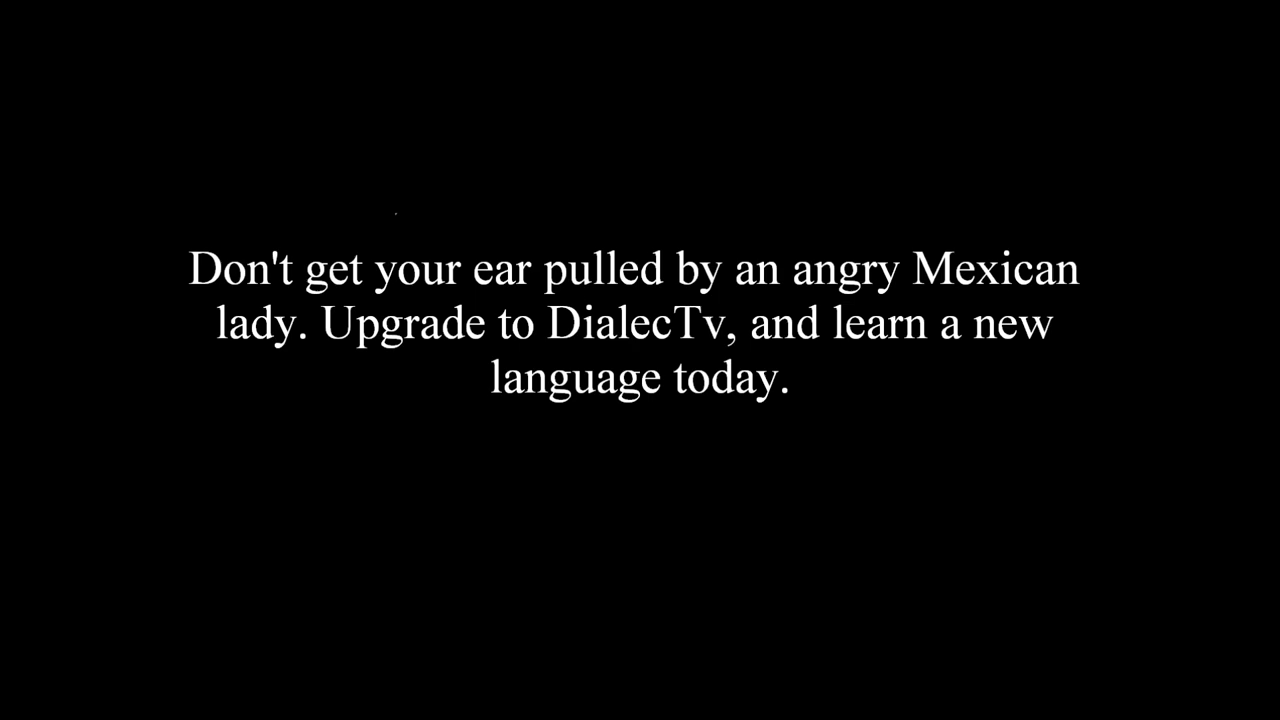 Don't get your ear pulled by an angry Mexican
lady. Upgrade to DialecTv, and learn a new
language today.